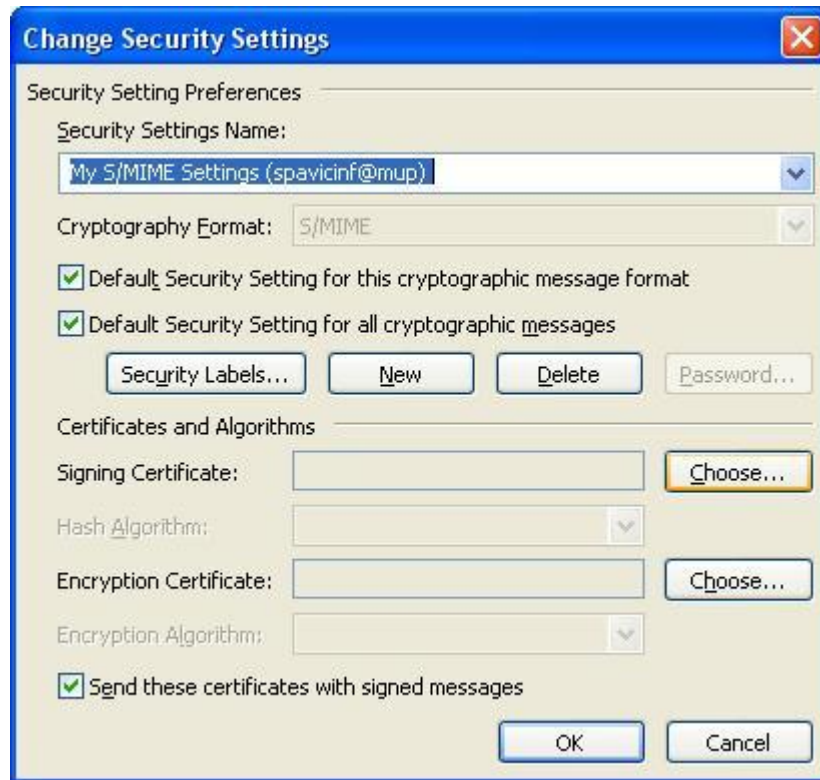 Change Security Settings
Security Setting Preferences
Security Settings Name:
My S/MIME Settings (spavicinf@mup)
Cryptography Format: S/MIME
Default Security Setting for this cryptographic message format
Default Security Setting for all cryptographic messages
Security Labels... New Delete Password...
Certificates and Algorithms
Signing Certificate: Choose...
Hash Algorithm:
Encryption Certificate: Choose...
Encryption Algorithm:
Send these certificates with signed messages
OK Cancel